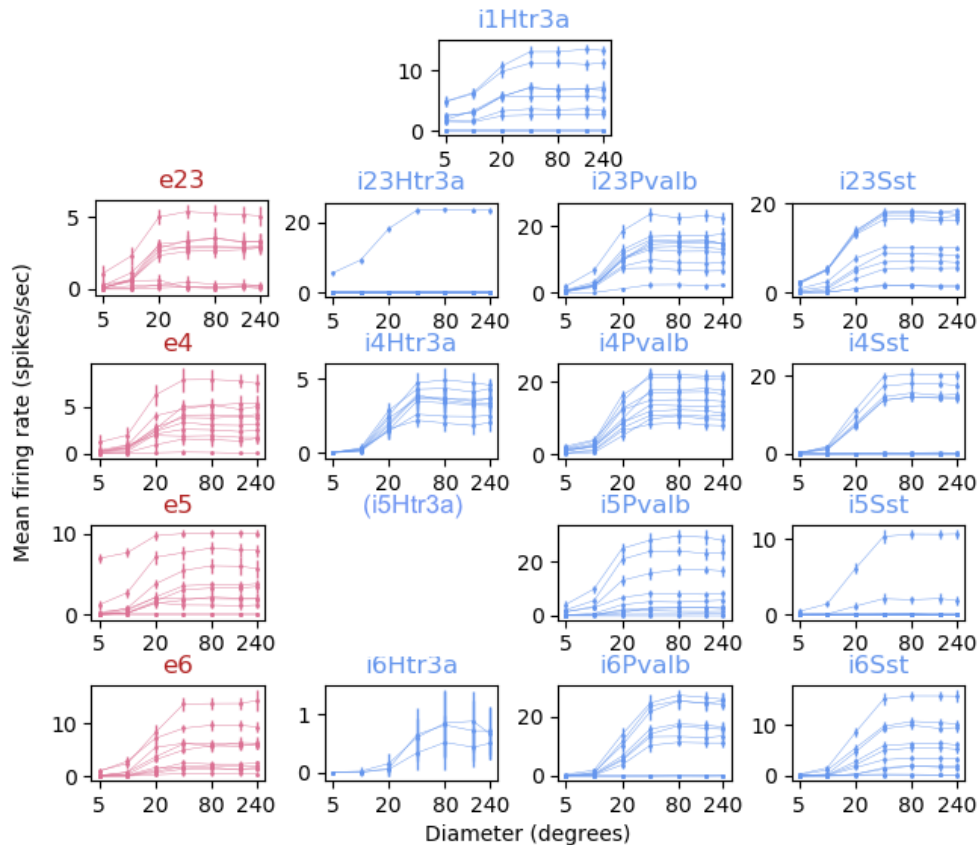 i1Htr3a
10
0
5 20 80 240
e23 i23Htr3a i23Pvalb i23Sst
5 20 20 20
0 0 0 0
5 20 80 240 5 20 80 240 5 20 80 240 5 20 80 240
e4 i4Htr3a i4Pvalb i4Sst
5 5 20 20
0 0 0 0
5 20 80 240 5 20 80 240 5 20 80 240 5 20 80 240
e5 (i5Htr3a) i5Pvalb i5Sst
10 20 10
0 0 0
5 20 80 240 5 20 80 240 5 20 80 240
e6 i6Htr3a i6Pvalb i6Sst
10 1 20 10
0 0 0 0
5 20 80 240 5 20 80 240 5 20 80 240 5 20 80 240
Mean firing rate (spikes/sec)
Diameter (degrees)